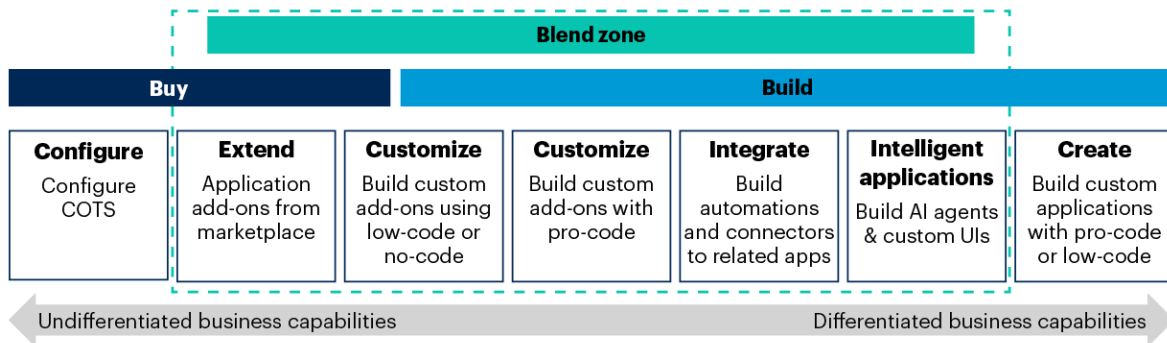 Blend zone
Buy
Build
Configure
Configure
COTS
Extend
Application
add-ons from
marketplace
Customize
Build custom
add-ons using
low-code or
no-code
Customize
Build custom
add-ons with
pro-code
Integrate
Build
automations
and connectors
to related apps
Intelligent
applications
Build AI agents
& custom UIs
Create
Build custom
applications
with pro-code
or low-code
Undifferentiated business capabilities
Differentiated business capabilities